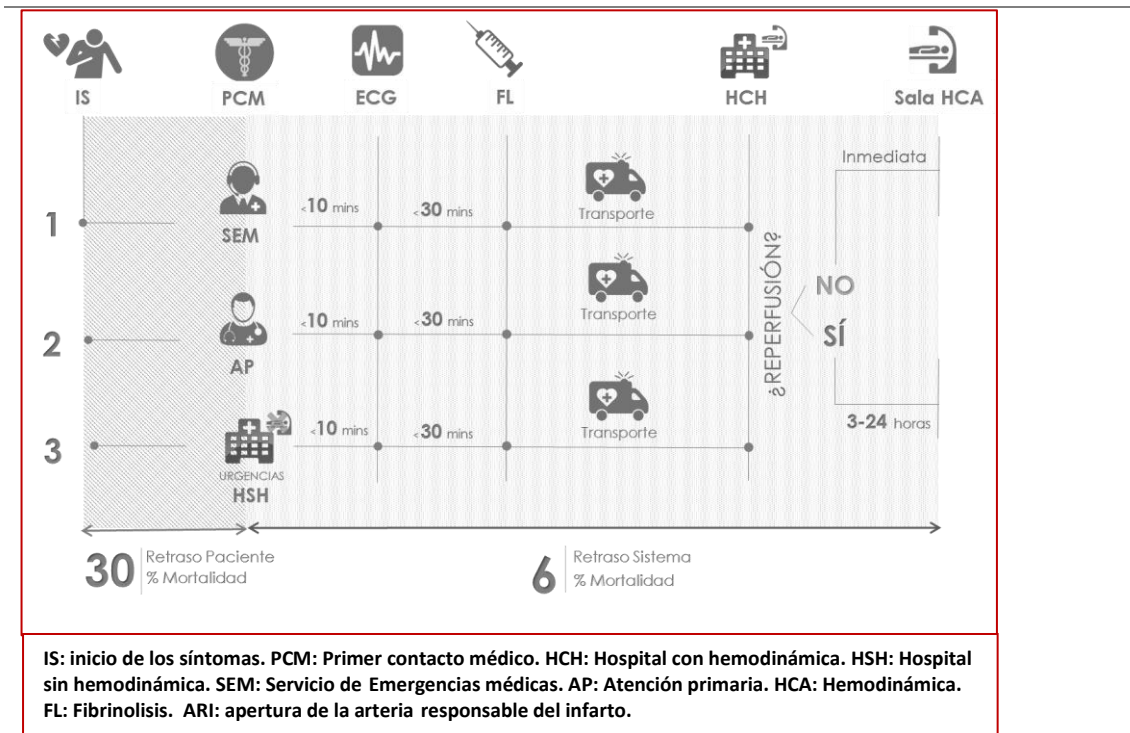 IS PCM ECG FL HCH Sala HCA
Inmediata
1 SEM <10 mins <30 mins Transporte
2 AP <10 mins <30 mins Transporte
3 URGENCIAS HSH <10 mins <30 mins Transporte
¿REPERFUSIÓN?
NO
SÍ
3-24 horas
30 Retraso Paciente
% Mortalidad
6 Retraso Sistema
% Mortalidad
IS: inicio de los síntomas. PCM: Primer contacto médico. HCH: Hospital con hemodinámica. HSH: Hospital
sin hemodinámica. SEM: Servicio de Emergencias médicas. AP: Atención primaria. HCA: Hemodinámica.
FL: Fibrinolisis. ARI: apertura de la arteria responsable del infarto.